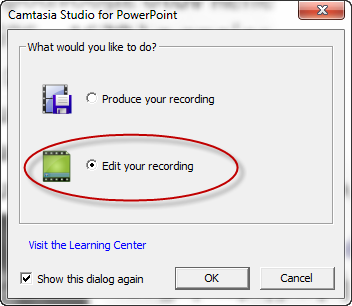 Camtasia Studio for PowerPoint
What would you like to do?
Produce your recording
Edit your recording
Visit the Learning Center
Show this dialog again
OK
Cancel